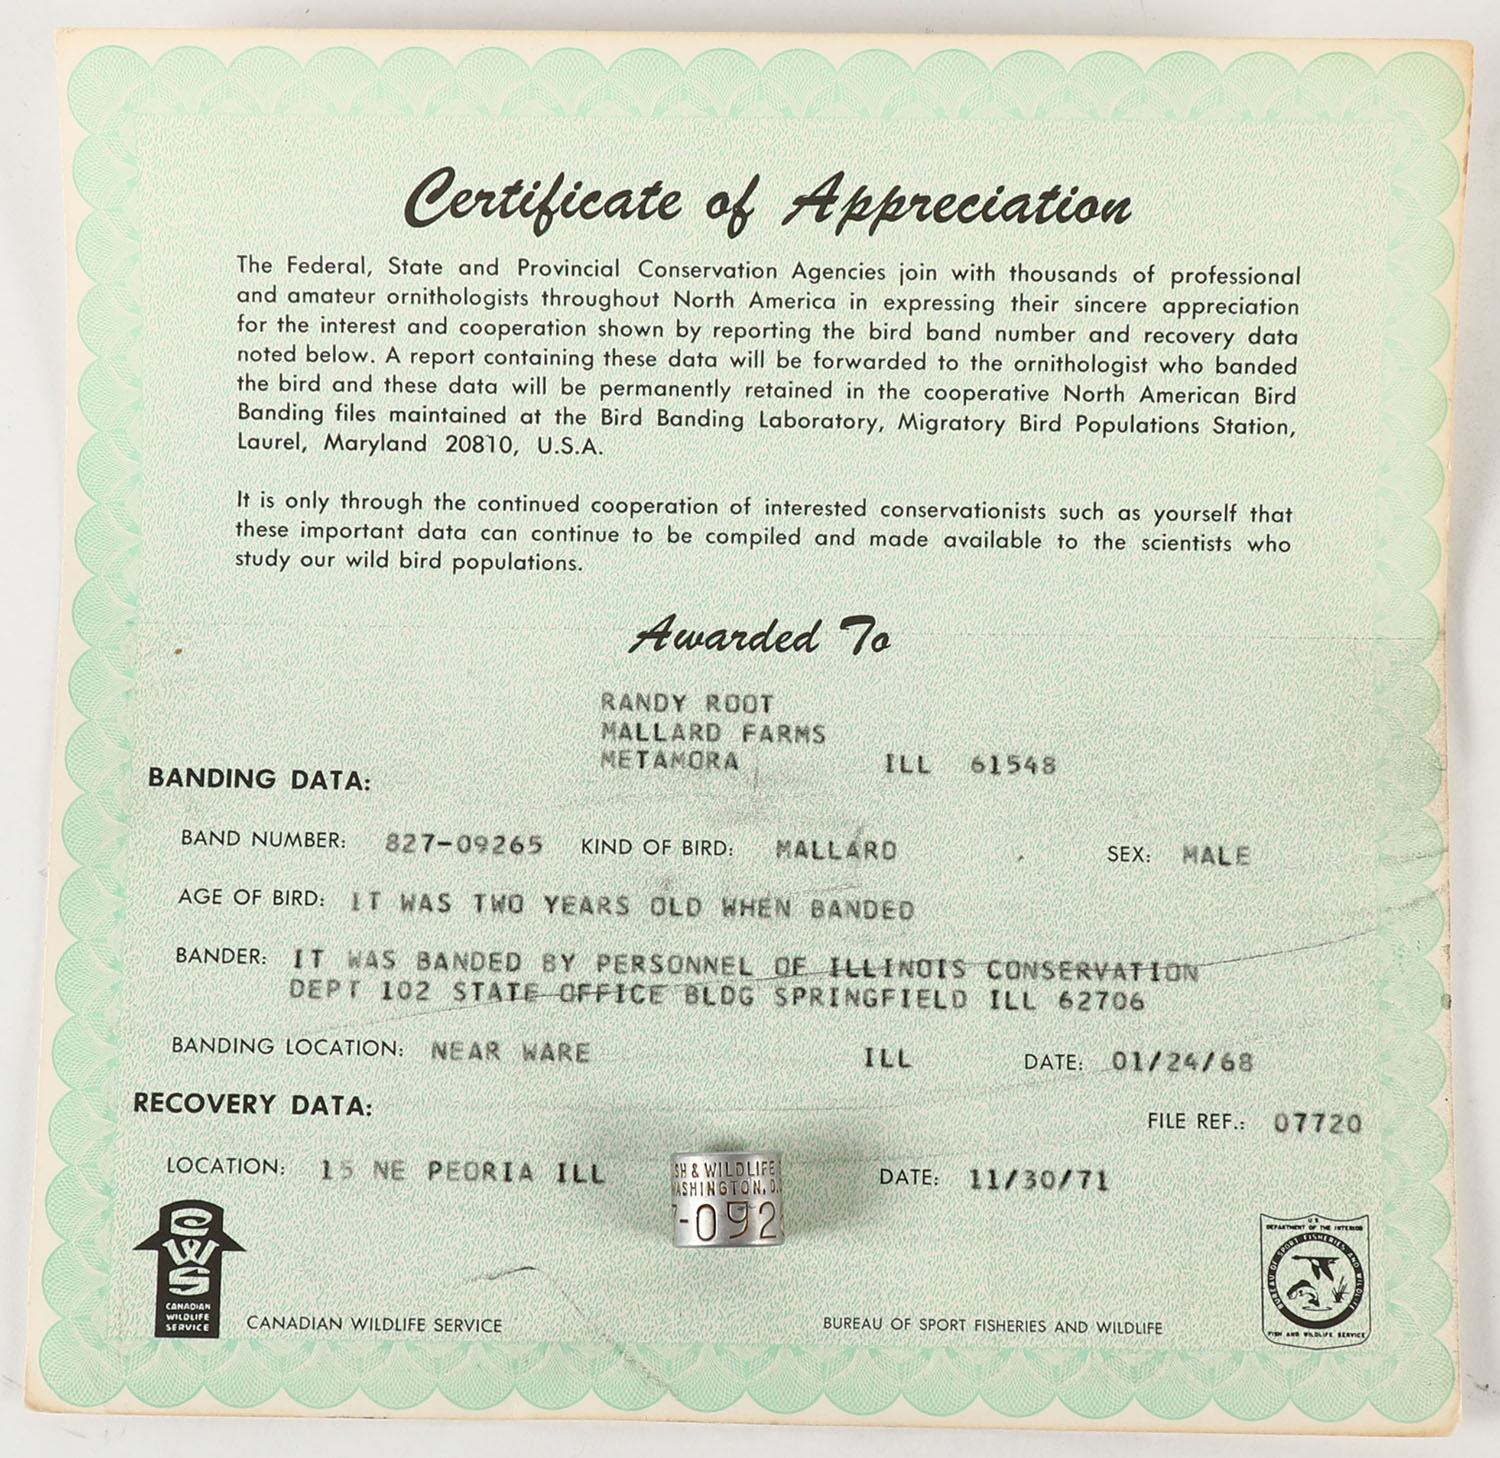 Certificate of Appreciation
The Federal, State and Provincial Conservation Agencies join with thousands of professional
and amateur ornithologists throughout North America in expressing their sincere appreciation
for the interest and cooperation shown by reporting the bird band number and recovery data
noted below. A report containing these data will be forwarded to the ornithologist who banded
the bird and these data will be permanently retained in the cooperative North American Bird
Banding files maintained at the Bird Banding Laboratory, Migratory Bird Populations Station,
Laurel, Maryland 20810, U.S.A.
It is only through the continued cooperation of interested conservationists such as yourself that
these important data can continue to be compiled and made available to the scientists who
study our wild bird populations.
Awarded To
RANDY ROOT
MALLARD FARMS
METAMORA ILL 61548
BANDING DATA:
BAND NUMBER: 827-09265 KIND OF BIRD: MALLARD SEX: MALE
AGE OF BIRD: IT WAS TWO YEARS OLD WHEN BANDED
BANDER: IT WAS BANDED BY PERSONNEL OF ILLINOIS CONSERVATION
DEPT 102 STATE OFFICE BLDG SPRINGFIELD ILL 62706
BANDING LOCATION: NEAR WARE ILL DATE: 01/24/68
RECOVERY DATA:
FILE REF.: 07720
LOCATION: 15 NE PEORIA ILL DATE: 11/30/71
SH & WILDLIFE
WASHINGTON, D.
7-092
CWS
CANADIAN
WILDLIFE
SERVICE
CANADIAN WILDLIFE SERVICE
BUREAU OF SPORT FISHERIES AND WILDLIFE
U.S.
DEPARTMENT OF THE INTERIOR
BUREAU OF SPORT FISHERIES AND WILDLIFE
FISH AND WILDLIFE SERVICE